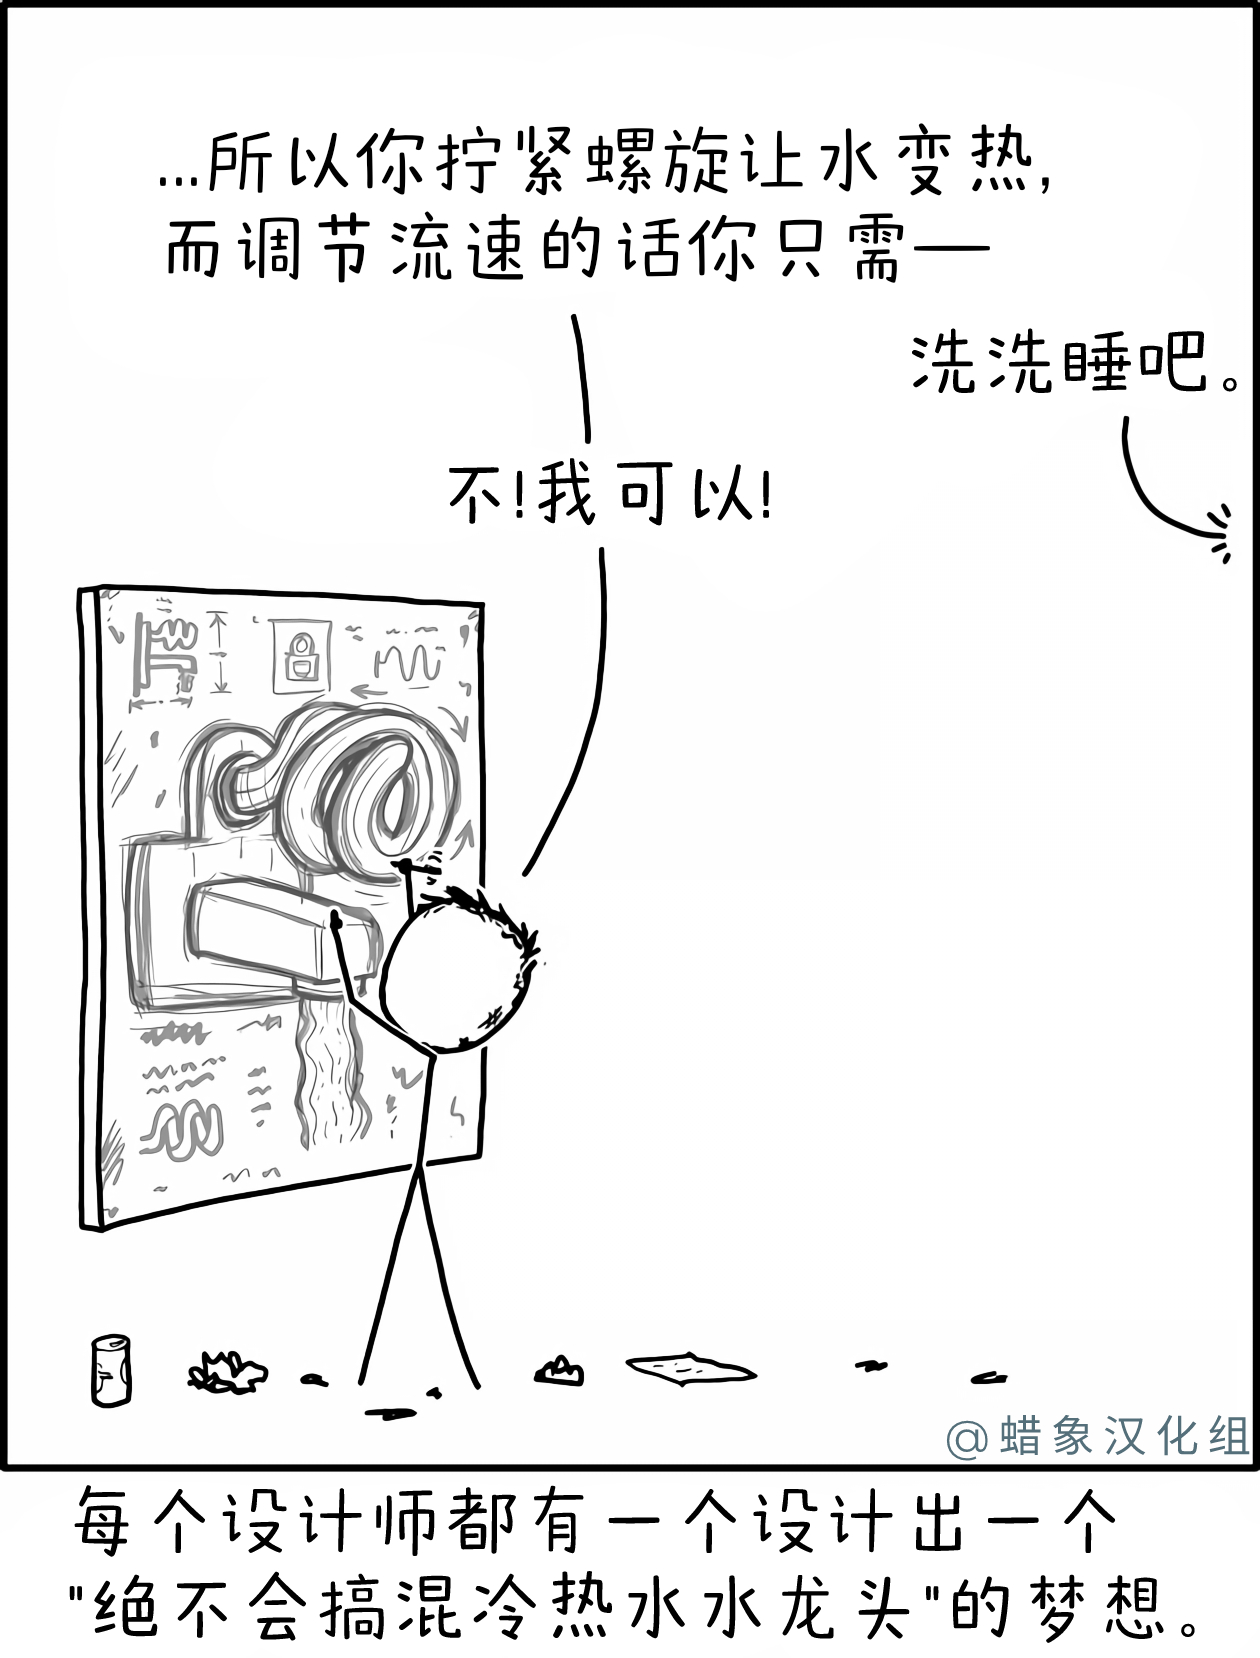 ...所以你拧紧螺旋让水变热,
而调节流速的话你只需—
洗洗睡吧。
不!我可以!
@蜡象汉化组
每个设计师都有一个设计出一个
"绝不会搞混冷热水水龙头"的梦想。